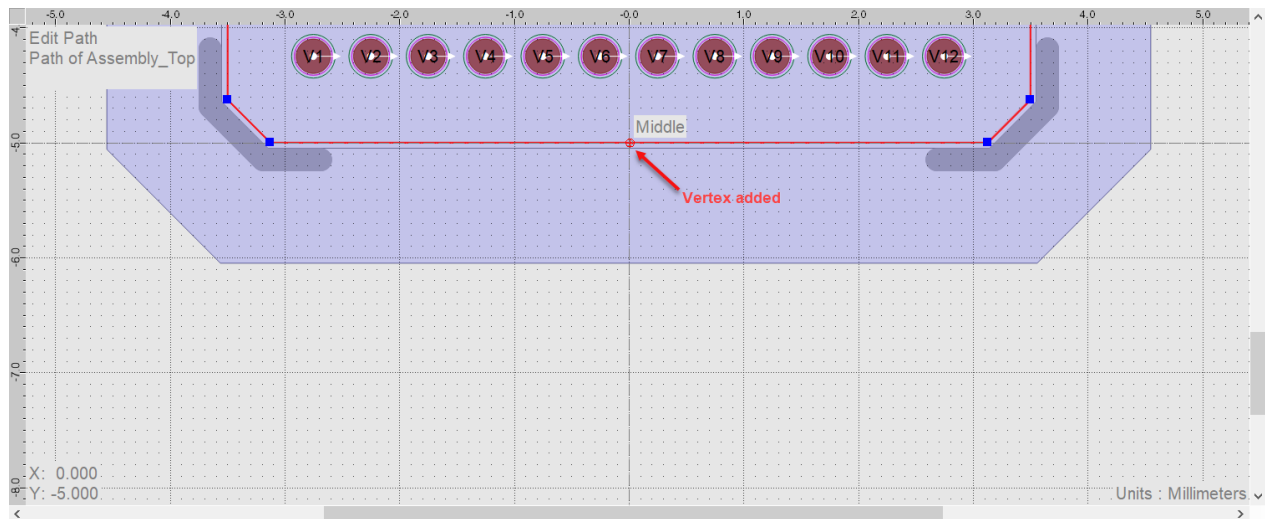 -5.0 -4.0 -3.0 -2.0 -1.0 -0.0 1.0 2.0 3.0 4.0 5.0
-4.
Edit Path
Path of Assembly_Top
V1 V2 V3 V4 V5 V6 V7 V8 V9 V10 V11 V12
Middle
-5.0
Vertex added
-6.0
-7.0
X: 0.000
Y: -5.000
-8.0
Units : Millimeters